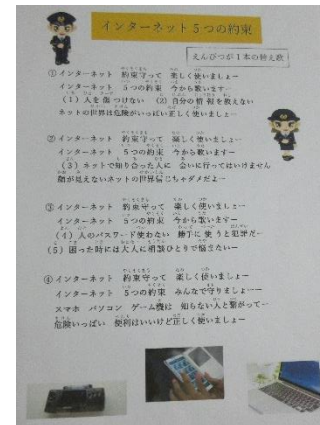 インターネット５つの約束
えんぴつが１本の替え歌
①インターネット 約束守って 楽しく使いましょー
インターネット ５つの約束 今から歌いますー
（１）人を傷つけない （２）自分の情報を教えない
ネットの世界は危険がいっぱい正しく使いましょー
②インターネット 約束守って 楽しく使いましょー
インターネット ５つの約束 今から歌いますー
（３）ネットで知り合った人に 会いに行ってはいけません
顔が見えないネットの世界信じちゃダメだよー
③インターネット 約束守って 楽しく使いましょー
インターネット ５つの約束 今から歌いますー
（４）人のパスワード使わない 勝手に使うと犯罪だー
（５）困った時には大人に相談ひとりで悩まないー
④インターネット 約束守って 楽しく使いましょー
インターネット ５つの約束 みんなで守りましょーー
スマホ パソコン ゲーム機は 知らない人と繋がってー
危険いっぱい 便利はいいけど正しく使いましょー